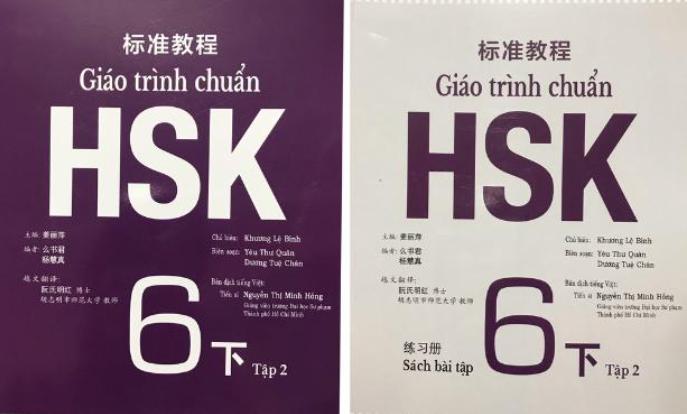 标准教程
Giáo trình chuẩn
HSK
主编: 姜丽萍
编者: 么书君
杨慧真
越文翻译:
阮氏明红 博士
胡志明市师范大学 教师
Chủ biên: Khương Lệ Bình
Biên soạn: Yêu Thư Quân
Dương Tuệ Chân
Bản dịch tiếng Việt:
Tiến sĩ Nguyễn Thị Minh Hồng
Giảng viên trường Đại học Sư phạm
Thành phố Hồ Chí Minh
6下 Tập 2
标准教程
Giáo trình chuẩn
HSK
主编: 姜丽萍
编者: 么书君
杨慧真
越文翻译:
阮氏明红 博士
胡志明市师范大学 教师
Chủ biên: Khương Lệ Bình
Biên soạn: Yêu Thư Quân
Dương Tuệ Chân
Bản dịch tiếng Việt:
Tiến sĩ Nguyễn Thị Minh Hồng
Giảng viên trường Đại học Sư phạm
Thành phố Hồ Chí Minh
练习册
Sách bài tập
6下 Tập 2